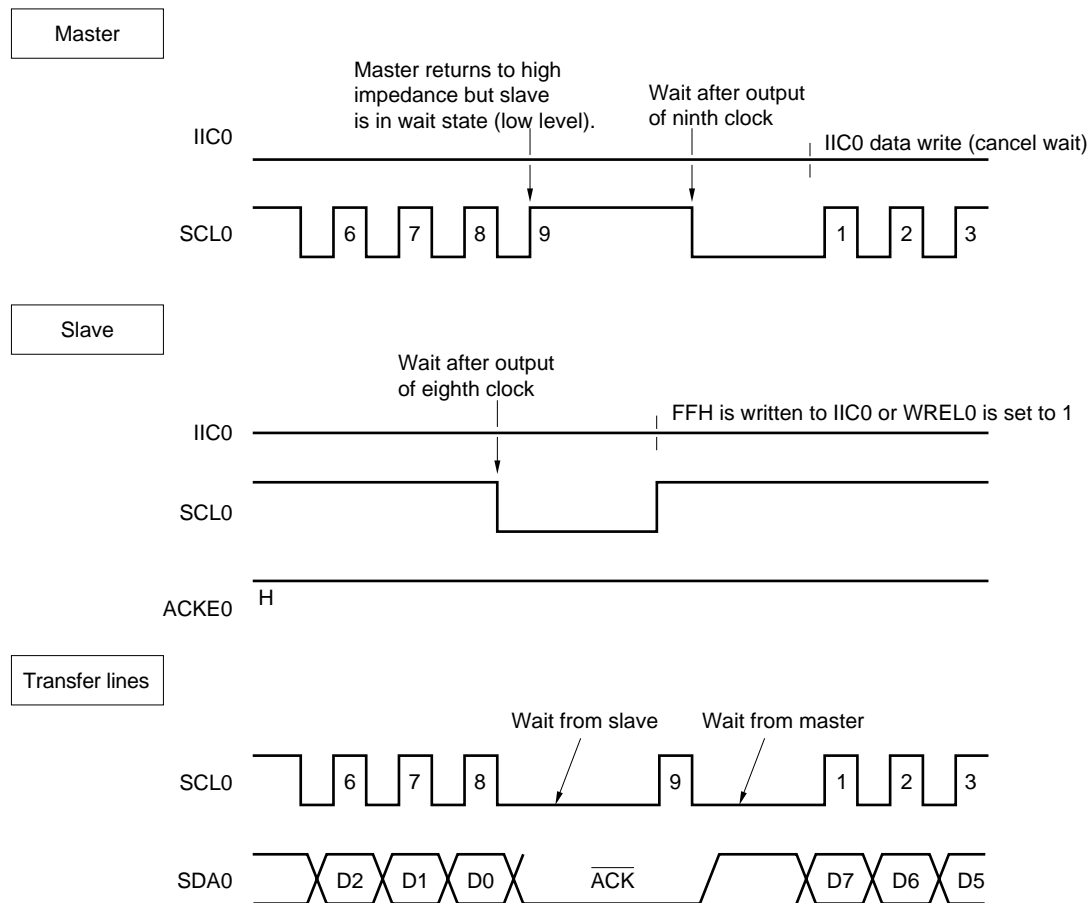 Master
Master returns to high
impedance but slave
is in wait state (low level).
Wait after output
of ninth clock
IIC0
IIC0 data write (cancel wait)
SCL0
6 7 8 9 1 2 3
Slave
Wait after output
of eighth clock
FFH is written to IIC0 or WREL0 is set to 1
IIC0
SCL0
H
ACKE0
Transfer lines
Wait from slave
Wait from master
SCL0
6 7 8 9 1 2 3
SDA0
D2 D1 D0 ACK D7 D6 D5